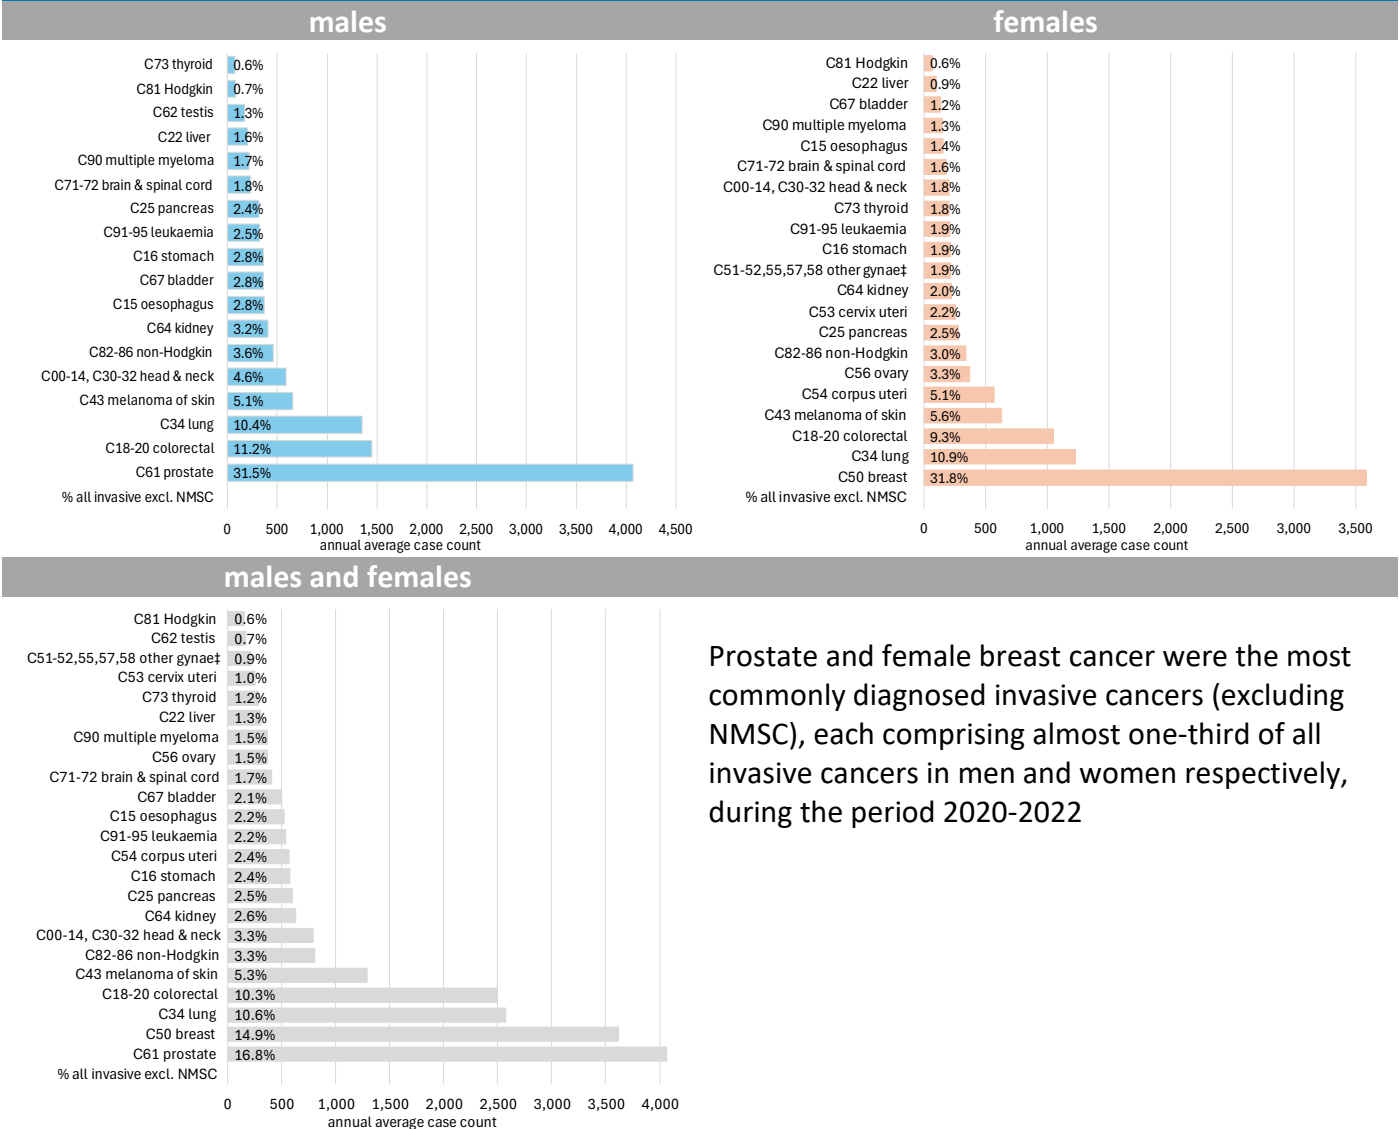 males
C73 thyroid 0.6%
C81 Hodgkin 0.7%
C62 testis 1.3%
C22 liver 1.6%
C90 multiple myeloma 1.7%
C71-72 brain & spinal cord 1.8%
C25 pancreas 2.4%
C91-95 leukaemia 2.5%
C16 stomach 2.8%
C67 bladder 2.8%
C15 oesophagus 2.8%
C64 kidney 3.2%
C82-86 non-Hodgkin 3.6%
C00-14, C30-32 head & neck 4.6%
C43 melanoma of skin 5.1%
C34 lung 10.4%
C18-20 colorectal 11.2%
C61 prostate 31.5%
% all invasive excl. NMSC
0 500 1,000 1,500 2,000 2,500 3,000 3,500 4,000 4,500
annual average case count
females
C81 Hodgkin 0.6%
C22 liver 0.9%
C67 bladder 1.2%
C90 multiple myeloma 1.3%
C15 oesophagus 1.4%
C71-72 brain & spinal cord 1.6%
C00-14, C30-32 head & neck 1.8%
C73 thyroid 1.8%
C91-95 leukaemia 1.9%
C16 stomach 1.9%
C51-52,55,57,58 other gynae‡ 1.9%
C64 kidney 2.0%
C53 cervix uteri 2.2%
C25 pancreas 2.5%
C82-86 non-Hodgkin 3.0%
C56 ovary 3.3%
C54 corpus uteri 5.1%
C43 melanoma of skin 5.6%
C18-20 colorectal 9.3%
C34 lung 10.9%
C50 breast 31.8%
% all invasive excl. NMSC
0 500 1,000 1,500 2,000 2,500 3,000 3,500
annual average case count
males and females
C81 Hodgkin 0.6%
C62 testis 0.7%
C51-52,55,57,58 other gynae‡ 0.9%
C53 cervix uteri 1.0%
C73 thyroid 1.2%
C22 liver 1.3%
C90 multiple myeloma 1.5%
C56 ovary 1.5%
C71-72 brain & spinal cord 1.7%
C67 bladder 2.1%
C15 oesophagus 2.2%
C91-95 leukaemia 2.2%
C54 corpus uteri 2.4%
C16 stomach 2.4%
C25 pancreas 2.5%
C64 kidney 2.6%
C00-14, C30-32 head & neck 3.3%
C82-86 non-Hodgkin 3.3%
C43 melanoma of skin 5.3%
C18-20 colorectal 10.3%
C34 lung 10.6%
C50 breast 14.9%
C61 prostate 16.8%
% all invasive excl. NMSC
0 500 1,000 1,500 2,000 2,500 3,000 3,500 4,000
annual average case count
Prostate and female breast cancer were the most
commonly diagnosed invasive cancers (excluding
NMSC), each comprising almost one-third of all
invasive cancers in men and women respectively,
during the period 2020-2022